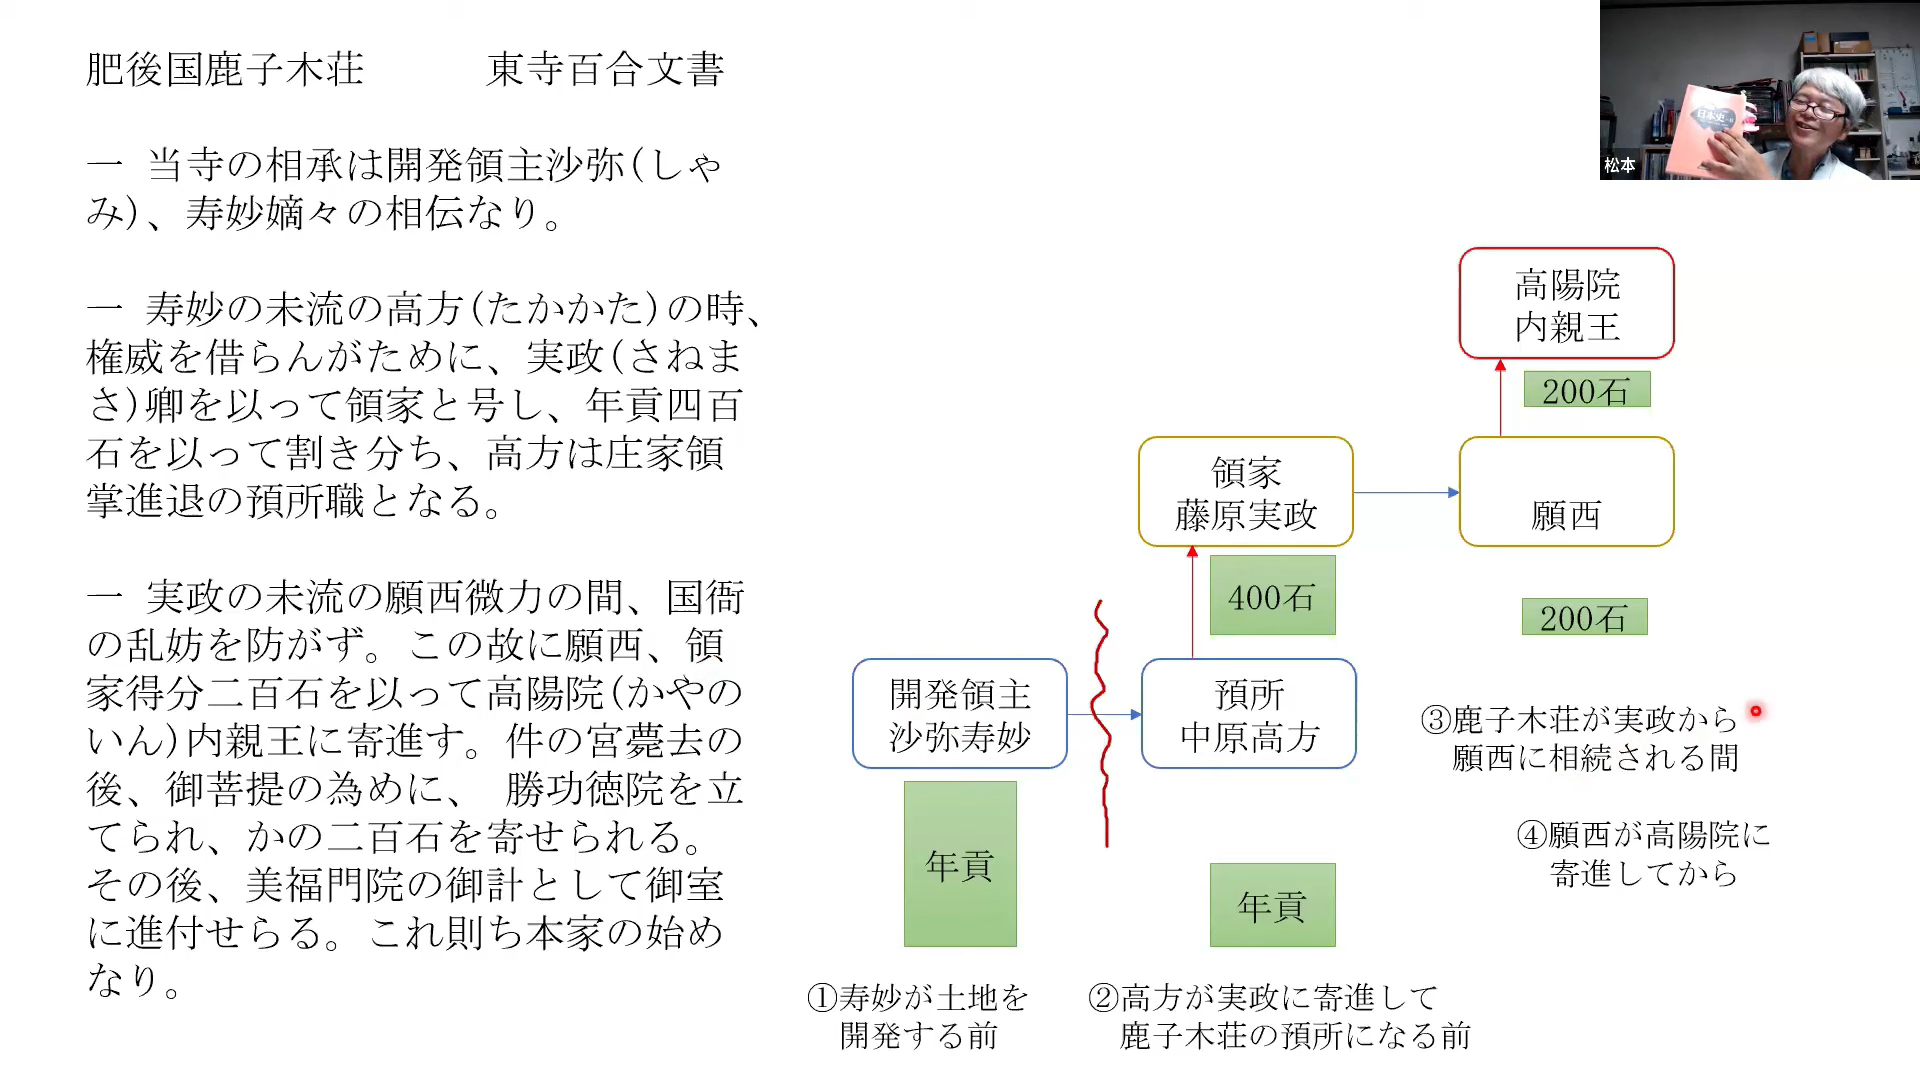 肥後国鹿子木荘 東寺百合文書
一 当寺の相承は開発領主沙弥(しゃ
み)、寿妙嫡々の相伝なり。
一 寿妙の未流の高方(たかかた)の時、
権威を借らんがために、実政(さねま
さ)卿を以って領家と号し、年貢四百
石を以って割き分ち、高方は庄家領
掌進退の預所職となる。
一 実政の未流の願西微力の間、国衙
の乱妨を防がず。この故に願西、領
家得分二百石を以って高陽院(かやの
いん)内親王に寄進す。件の宮薨去の
後、御菩提の為めに、 勝功徳院を立
てられ、かの二百石を寄せられる。
その後、美福門院の御計として御室
に進付せらる。これ則ち本家の始め
なり。
高陽院
内親王
200石
領家
藤原実政
願西
400石
200石
開発領主
沙弥寿妙
預所
中原高方
年貢
年貢
①寿妙が土地を
開発する前
②高方が実政に寄進して
鹿子木荘の預所になる前
③鹿子木荘が実政から
願西に相続される間
④願西が高陽院に
寄進してから
松本
日本史